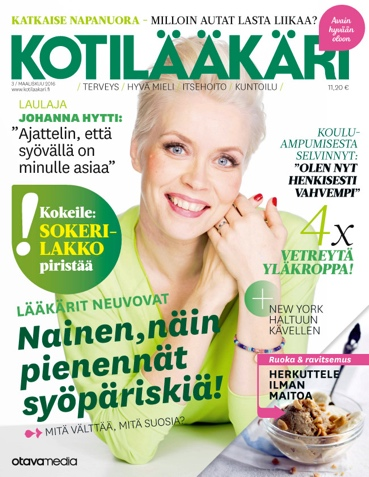 KATKAISE NAPANUORA – MILLOIN AUTAT LASTA LIIKAA?
Avain
hyvään
oloon
KOTILÄÄKÄRI
3 / MAALISKUU 2016
www.kotilaakari.fi
/ TERVEYS / HYVÄ MIELI / ITSEHOITO / KUNTOILU /
11,20 €
LAULAJA
JOHANNA HYTTI:
”Ajattelin, että
syövällä on
minulle asiaa”
KOULU-
AMPUMISESTA
SELVINNYT:
”OLEN NYT
HENKISESTI
VAHVEMPI”
!
Kokeile:
SOKERI-
LAKKO
piristää
4x
VETREYTÄ
YLÄKROPPA!
LÄÄKÄRIT NEUVOVAT
Nainen, näin
pienennät
syöpäriskiä!
MITÄ VÄLTTÄÄ, MITÄ SUOSIA?
+
NEW YORK
HALTUUN
KÄVELLEN
Ruoka & ravitsemus
HERKUTTELE
ILMAN
MAITOA
otavamedia